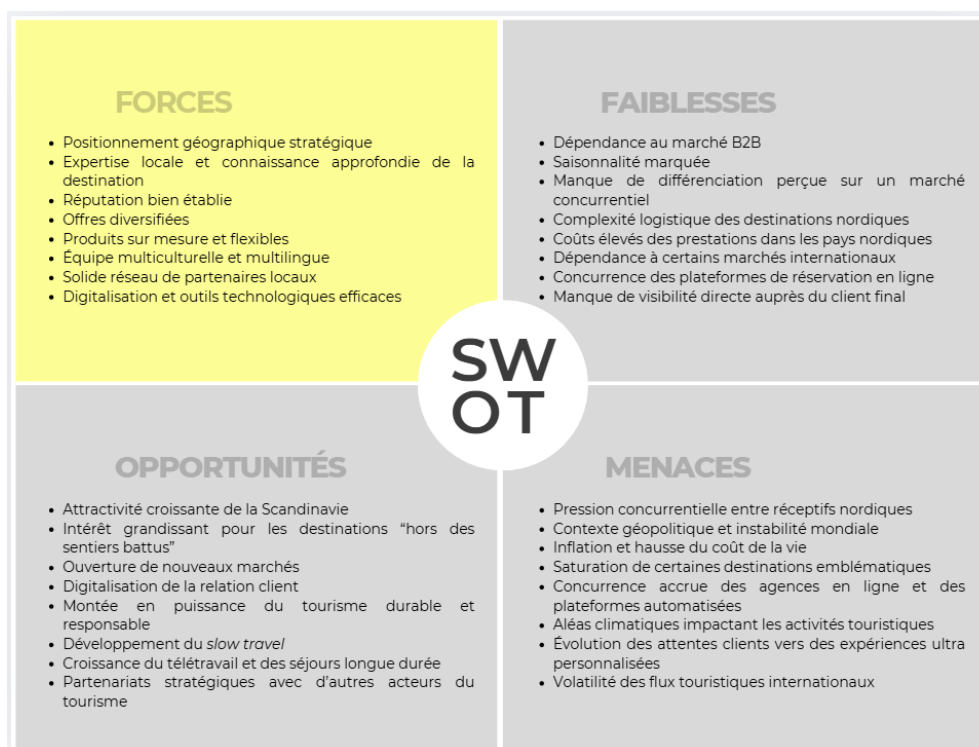 FORCES
• Positionnement géographique stratégique
• Expertise locale et connaissance approfondie de la
destination
• Réputation bien établie
• Offres diversifiées
• Produits sur mesure et flexibles
• Équipe multiculturelle et multilingue
• Solide réseau de partenaires locaux
• Digitalisation et outils technologiques efficaces
FAIBLESSES
• Dépendance au marché B2B
• Saisonnalité marquée
• Manque de différenciation perçue sur un marché
concurrentiel
• Complexité logistique des destinations nordiques
• Coûts élevés des prestations dans les pays nordiques
• Dépendance à certains marchés internationaux
• Concurrence des plateformes de réservation en ligne
• Manque de visibilité directe auprès du client final
SW
OT
OPPORTUNITÉS
• Attractivité croissante de la Scandinavie
• Intérêt grandissant pour les destinations “hors des
sentiers battus”
• Ouverture de nouveaux marchés
• Digitalisation de la relation client
• Montée en puissance du tourisme durable et
responsable
• Développement du slow travel
• Croissance du télétravail et des séjours longue durée
• Partenariats stratégiques avec d’autres acteurs du
tourisme
MENACES
• Pression concurrentielle entre réceptifs nordiques
• Contexte géopolitique et instabilité mondiale
• Inflation et hausse du coût de la vie
• Saturation de certaines destinations emblématiques
• Concurrence accrue des agences en ligne et des
plateformes automatisées
• Aléas climatiques impactant les activités touristiques
• Évolution des attentes clients vers des expériences ultra
personnalisées
• Volatilité des flux touristiques internationaux